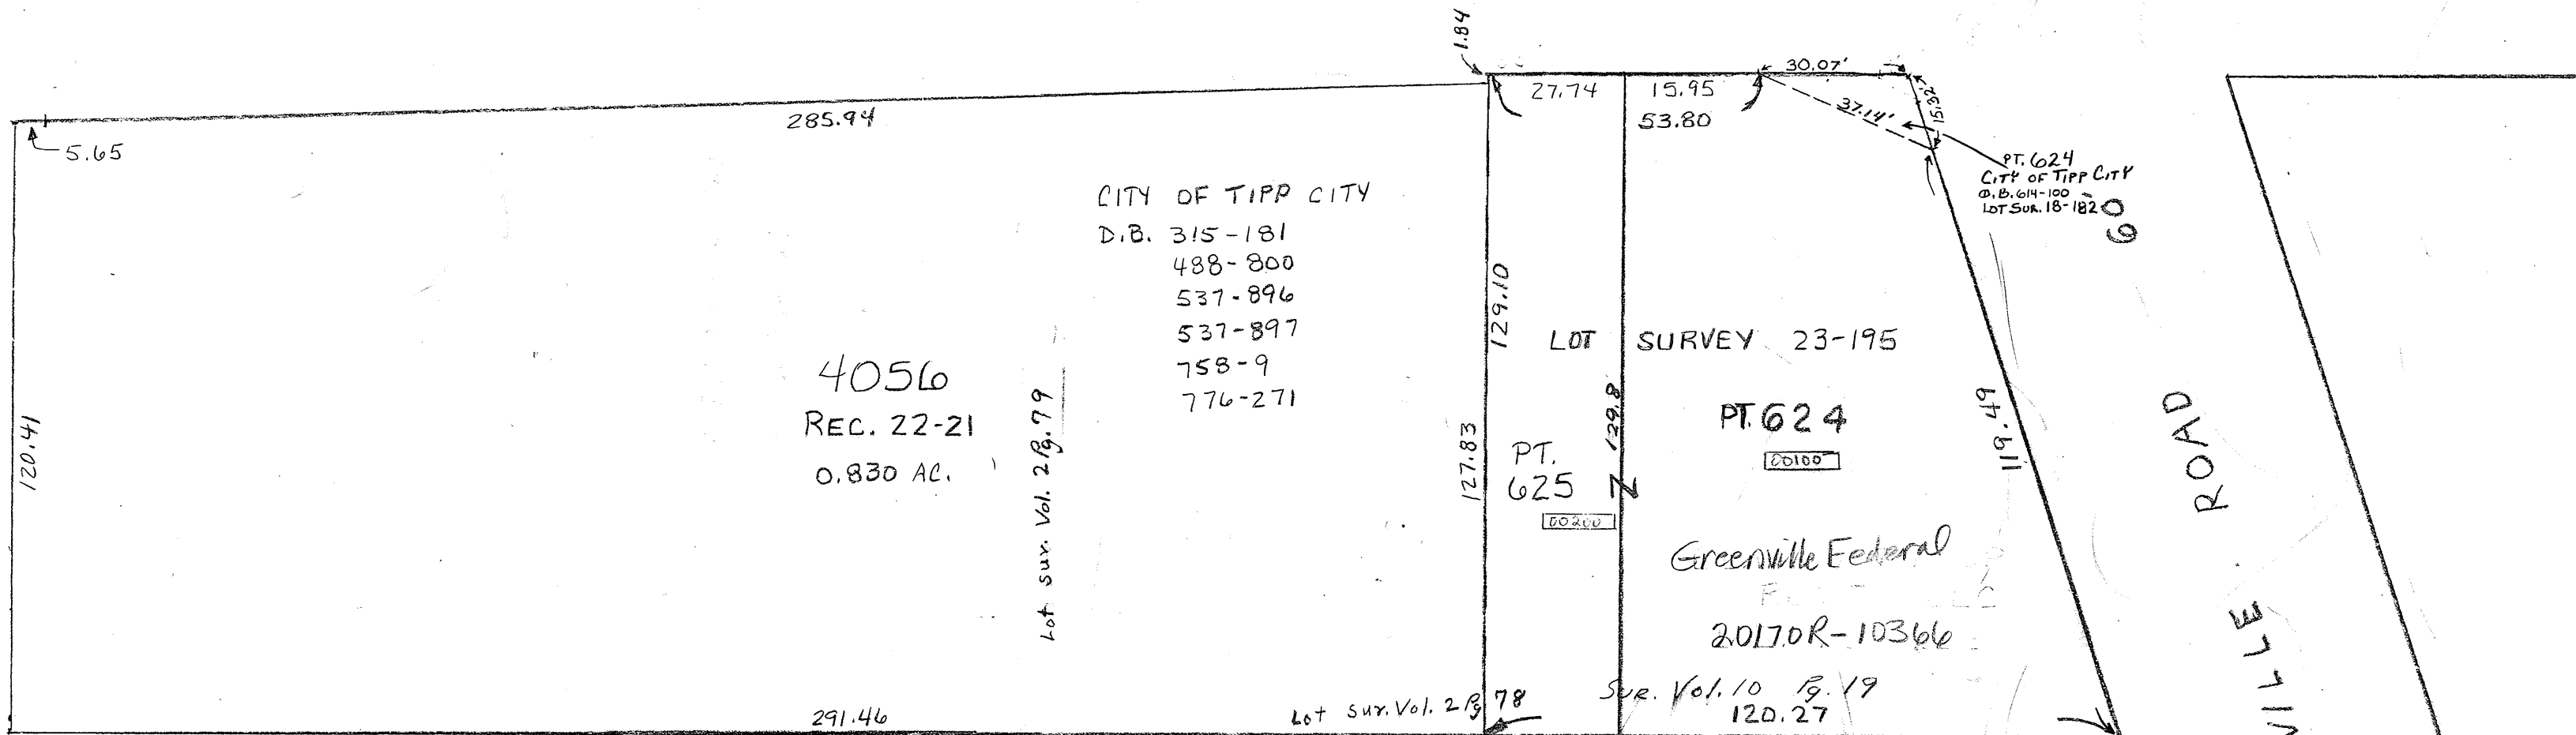 1.84
30.07'
27.74
15.95
53.80
37.14'
15.32'
285.94
5.65
PT. 624
CITY OF TIPP CITY
D.B. 614-100
LOT SUR. 18-182
60
CITY OF TIPP CITY
D.B. 315-181
488-800
537-896
537-897
758-9
776-271
129.10
LOT SURVEY 23-195
4056
REC. 22-21
0.830 AC.
Lot sur. Vol. 2 Pg. 79
120.41
127.83
129.8
PT.
625
00200
Z
PT. 624
00100
119.49
ROAD
VILLE
Greenville Federal
2017OR-10366
Sur. Vol. 10 Pg. 19
120.27
Lot sur. Vol. 2 Pg 78
291.46